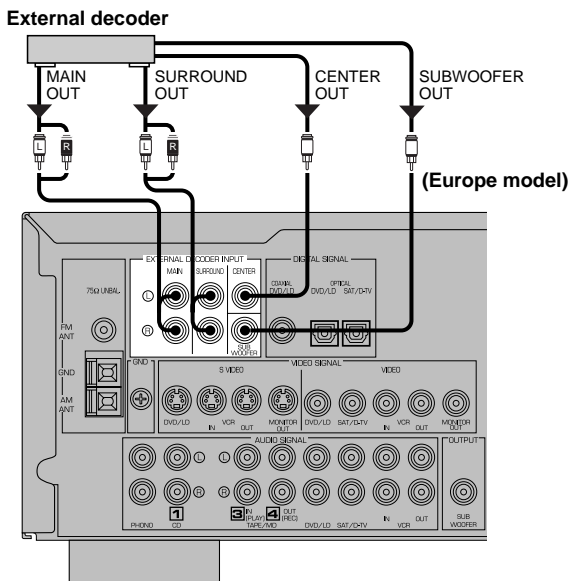 External decoder
MAIN OUT
SURROUND OUT
CENTER OUT
SUBWOOFER OUT
L
R
L
R
(Europe model)
EXTERNAL DECODER INPUT
MAIN
SURROUND
CENTER
L
R
SUB WOOFER
DIGITAL SIGNAL
COAXIAL
DVD/LD
OPTICAL
DVD/LD
SAT/D-TV
75Ω UNBAL.
FM ANT
GND
AM ANT
GND
VIDEO SIGNAL
S VIDEO
VIDEO
DVD/LD
IN
VCR
OUT
MONITOR OUT
DVD/LD
SAT/D-TV
IN
VCR
OUT
MONITOR OUT
AUDIO SIGNAL
OUTPUT
L
L
R
R
1
3
IN (PLAY)
4
OUT (REC)
PHONO
CD
TAPE/MD
DVD/LD
SAT/D-TV
IN
VCR
OUT
SUB WOOFER